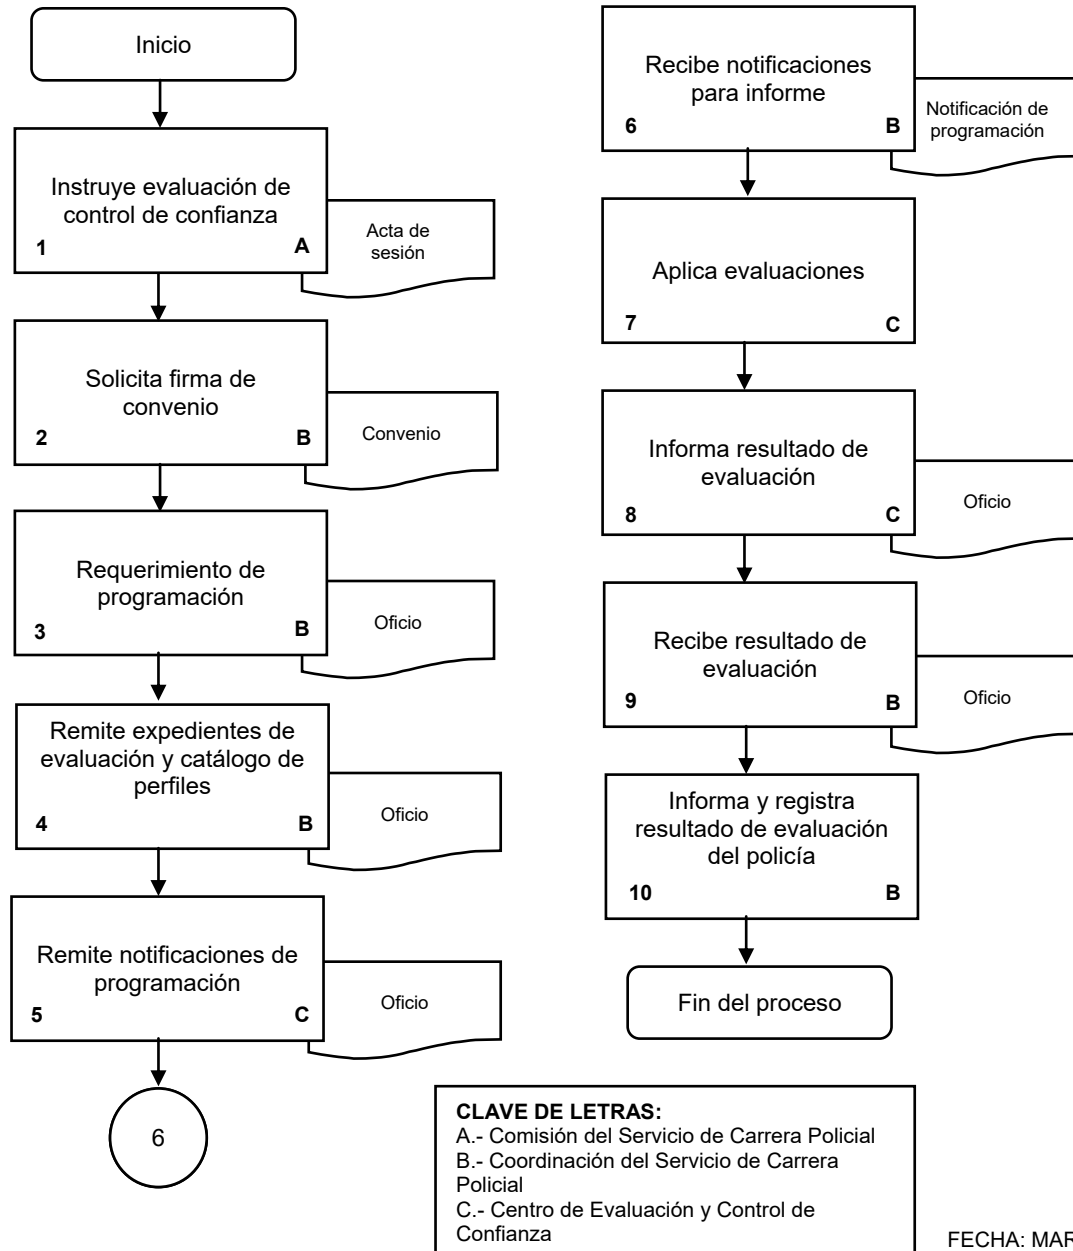 Inicio
Instruye evaluación de
control de confianza
1
A
Acta de
sesión
Solicita firma de
convenio
2
B
Convenio
Requerimiento de
programación
3
B
Oficio
Remite expedientes de
evaluación y catálogo de
perfiles
4
B
Oficio
Remite notificaciones de
programación
5
C
Oficio
6
Recibe notificaciones
para informe
6
B
Notificación de
programación
Aplica evaluaciones
7
C
Informa resultado de
evaluación
8
C
Oficio
Recibe resultado de
evaluación
9
B
Oficio
Informa y registra
resultado de evaluación
del policía
10
B
Fin del proceso
CLAVE DE LETRAS:
A.- Comisión del Servicio de Carrera Policial
B.- Coordinación del Servicio de Carrera
Policial
C.- Centro de Evaluación y Control de
Confianza
FECHA: MAR